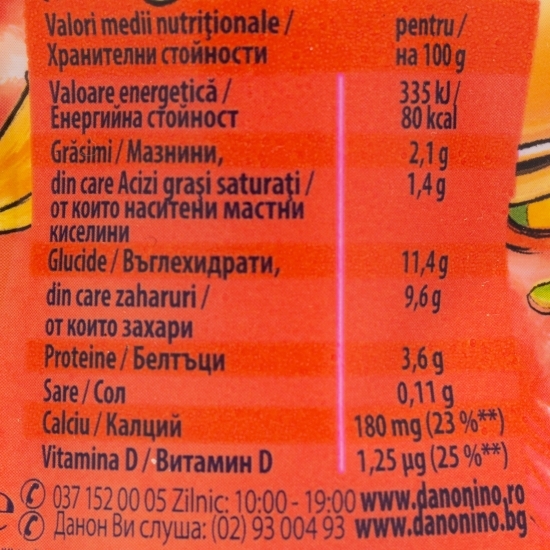 Valori medii nutriționale / pentru /
Хранителни стойности на 100 g
Valoare energetică / 335 kJ /
Енергийна стойност 80 kcal
Grăsimi / Мазнини, 2,1 g
din care Acizi grași saturați / 1,4 g
от които наситени мастни
киселини
Glucide / Въглехидрати, 11,4 g
din care zaharuri / 9,6 g
от които захари
Proteine / Белтъци 3,6 g
Sare / Сол 0,11 g
Calciu / Калций 180 mg (23 %**)
Vitamina D / Витамин D 1,25 µg (25 %**)
037 152 00 05 Zilnic: 10:00 - 19:00 www.danonino.ro
Данон Ви слуша: (02) 93 004 93 www.danonino.bg